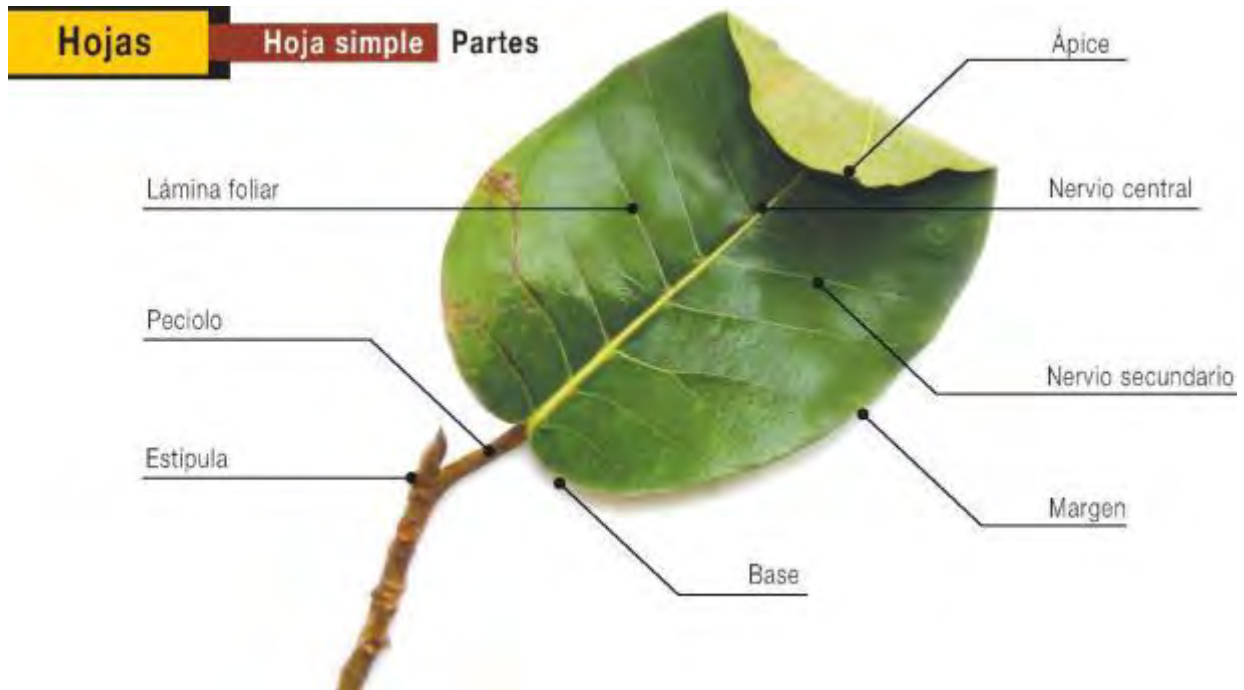 Hojas
Hoja simple Partes
Ápice
Lámina foliar
Nervio central
Peciolo
Nervio secundario
Estípula
Margen
Base